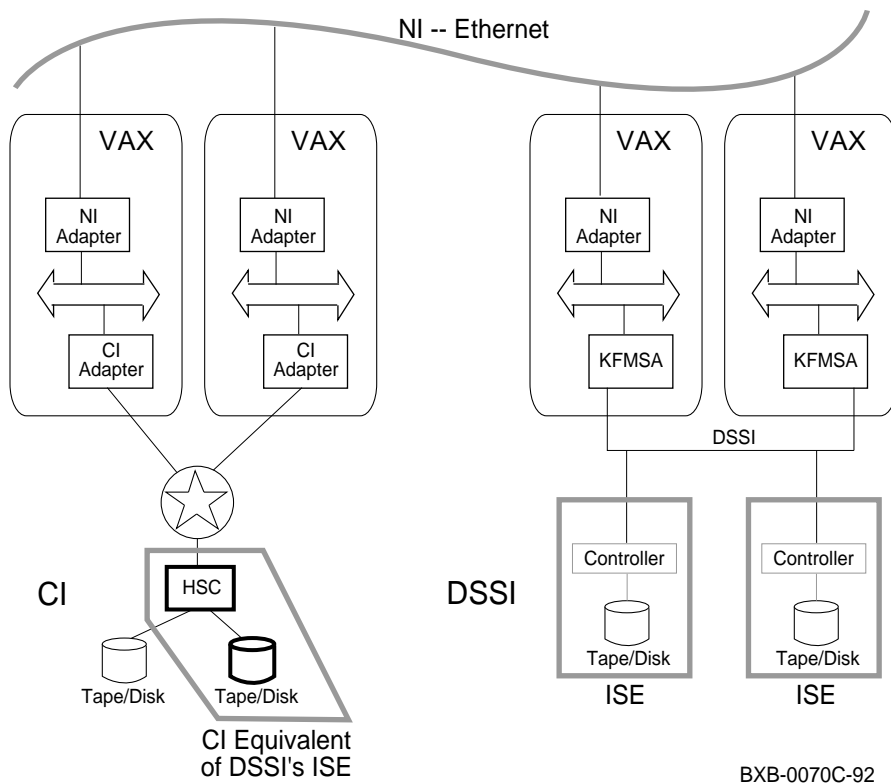 NI -- Ethernet
VAX
VAX
VAX
VAX
NI
Adapter
NI
Adapter
NI
Adapter
NI
Adapter
CI
Adapter
CI
Adapter
KFMSA
KFMSA
DSSI
CI
HSC
DSSI
Controller
Controller
Tape/Disk
Tape/Disk
Tape/Disk
Tape/Disk
ISE
ISE
CI Equivalent
of DSSI's ISE
BXB-0070C-92